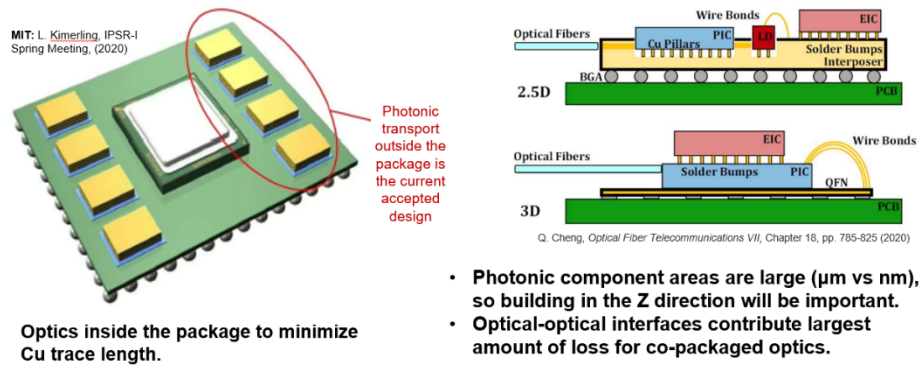 MIT: L. Kimerling, IPSR-I
Spring Meeting, (2020)
Photonic
transport
outside the
package is
the current
accepted
design
Optics inside the package to minimize
Cu trace length.
Wire Bonds
EIC
Optical Fibers
PIC
LD
Cu Pillars
Solder Bumps
Interposer
BGA
2.5D
PCB
EIC
Wire Bonds
Optical Fibers
Solder Bumps
PIC
QFN
3D
PCB
Q. Cheng, Optical Fiber Telecommunications VII, Chapter 18, pp. 785-825 (2020)
• Photonic component areas are large (µm vs nm),
so building in the Z direction will be important.
• Optical-optical interfaces contribute largest
amount of loss for co-packaged optics.